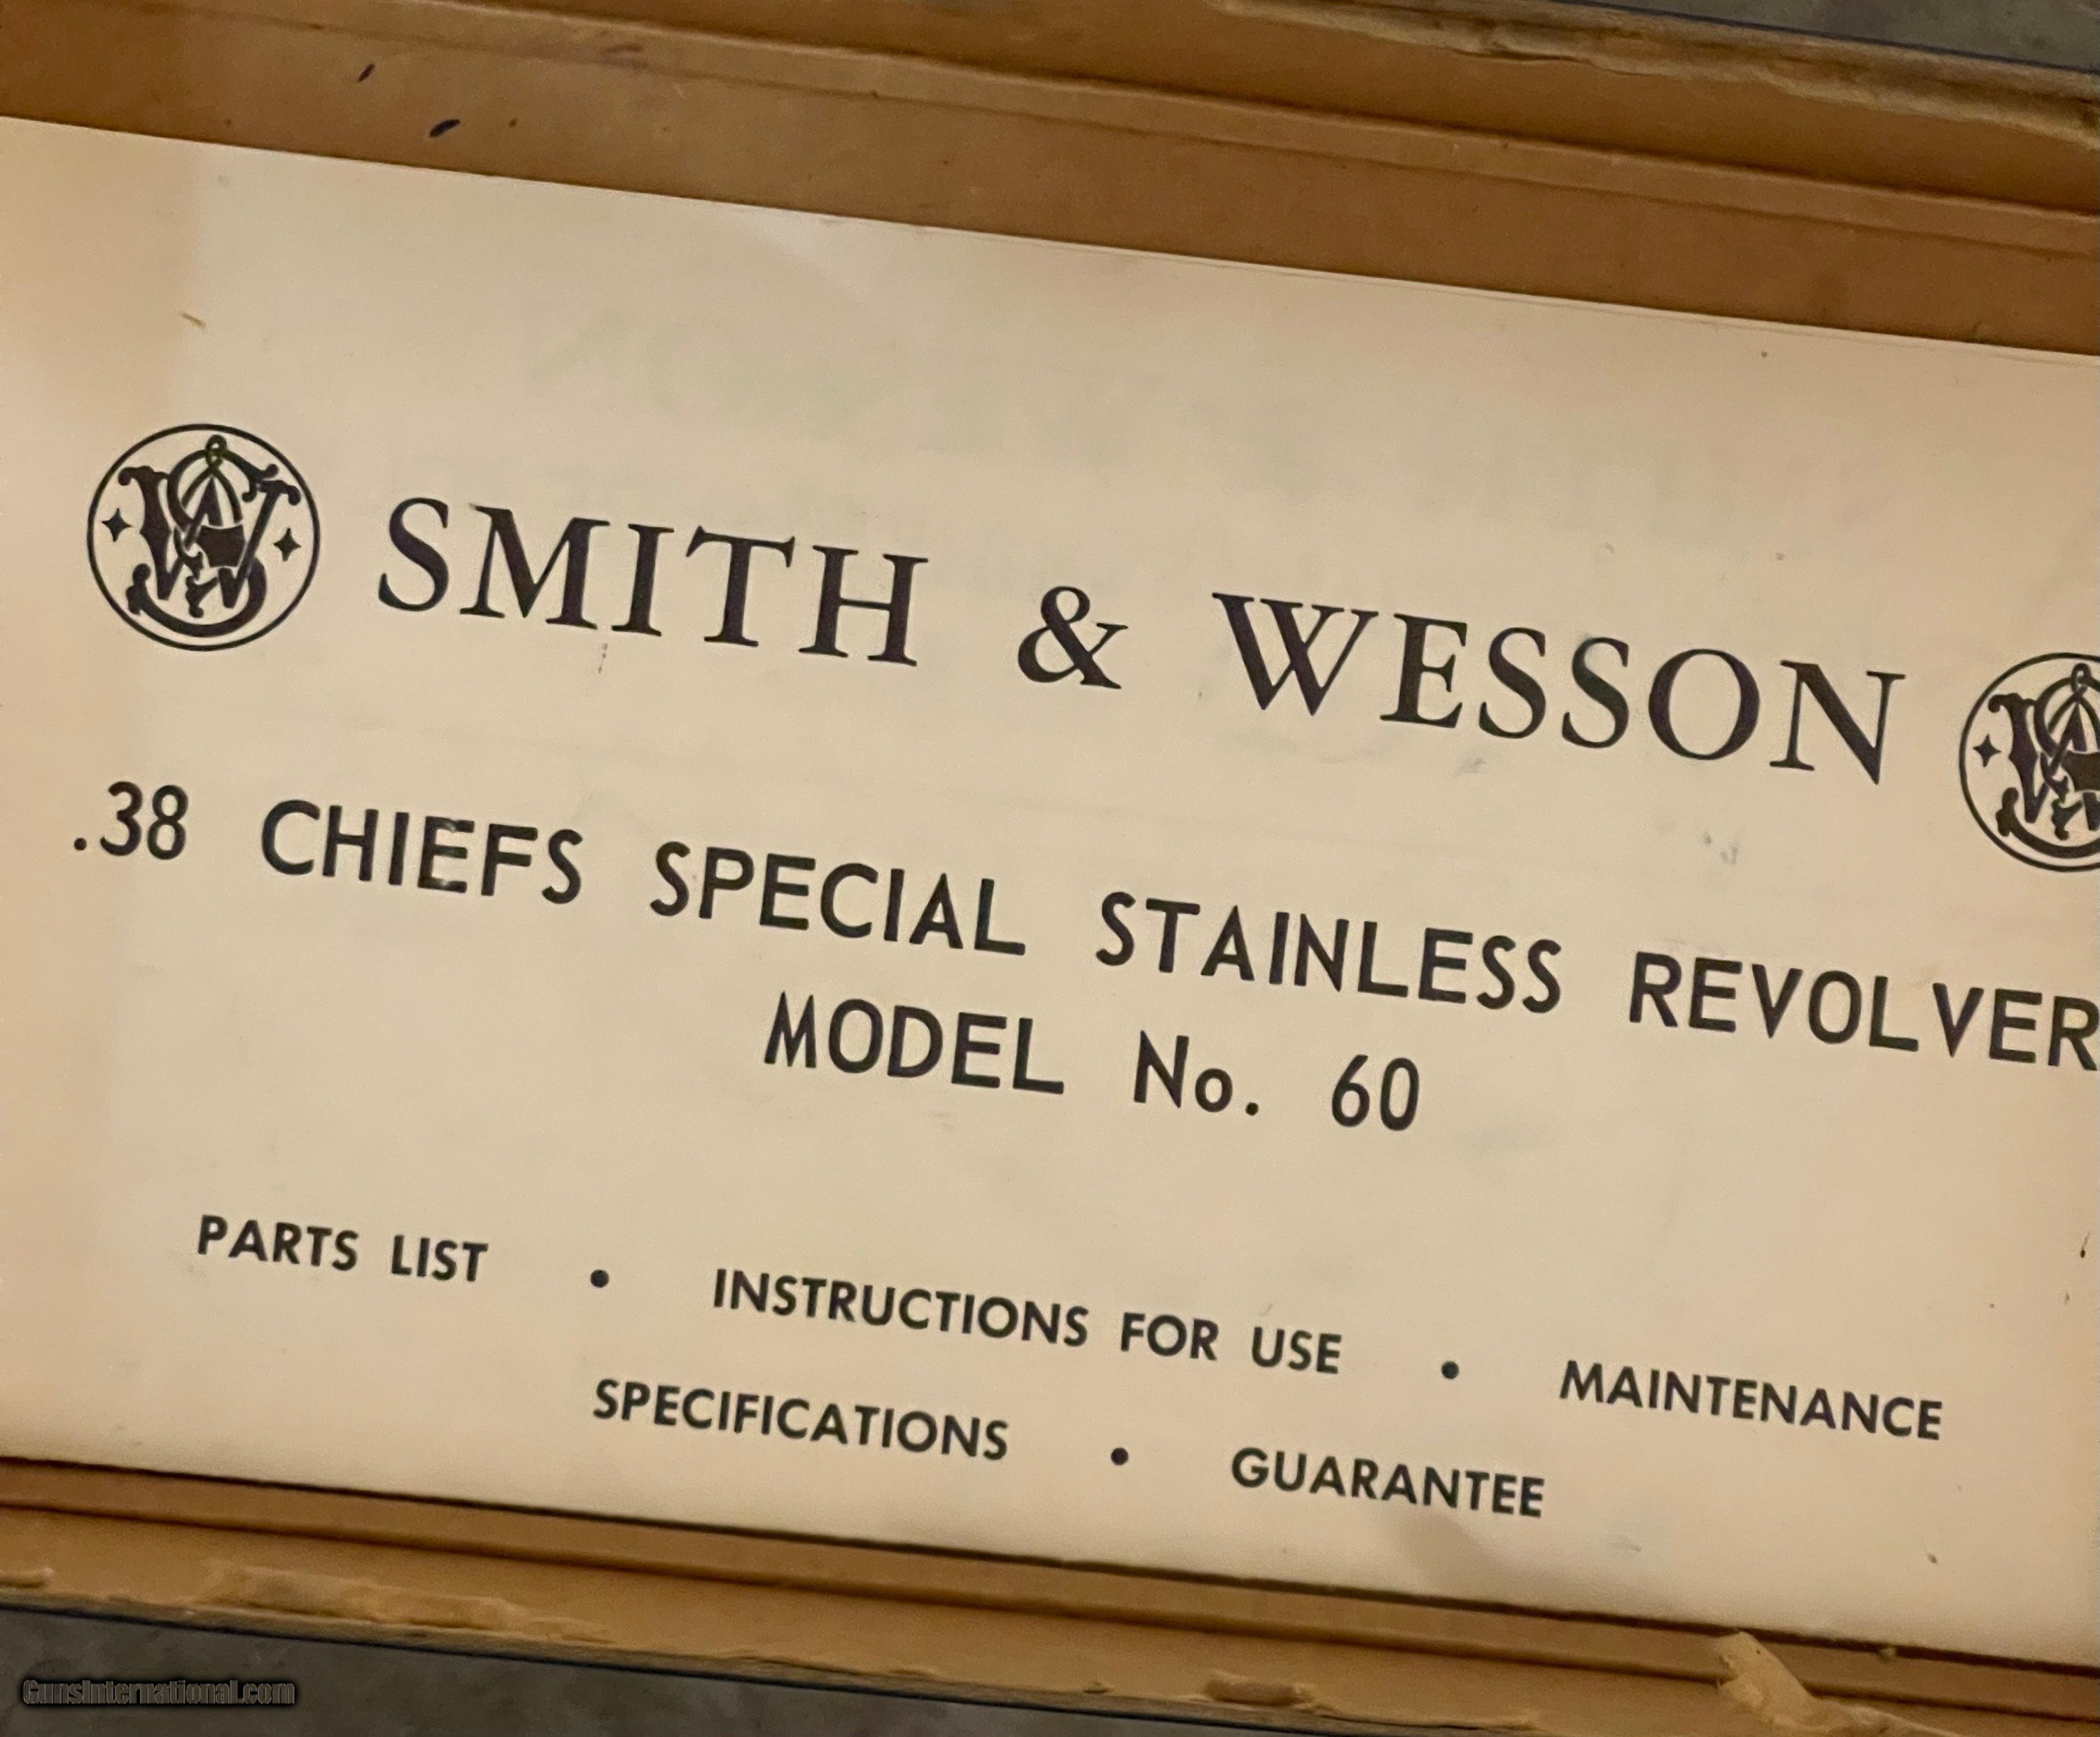 SMITH & WESSON
.38 CHIEFS SPECIAL STAINLESS REVOLVER
MODEL No. 60
PARTS LIST • INSTRUCTIONS FOR USE • MAINTENANCE
SPECIFICATIONS • GUARANTEE
GunsInternational.com